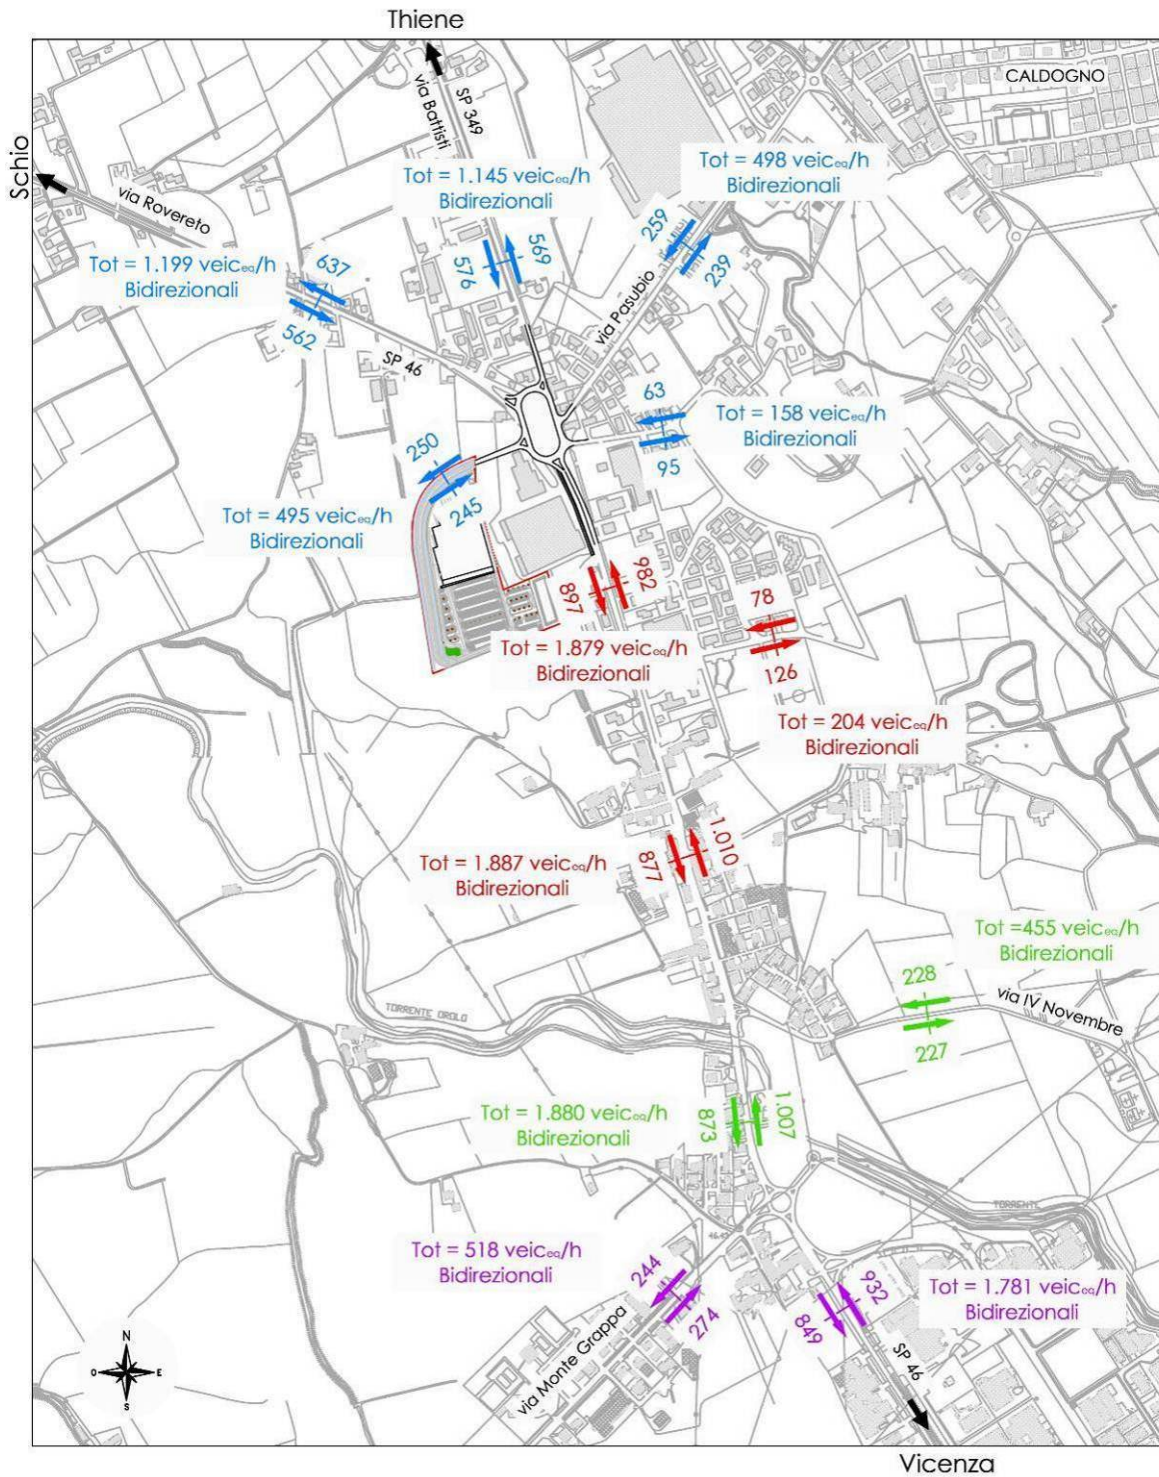 Thiene
Schio
SP 349
via Battisti
CALDOGNO
via Rovereto
Tot = 1.145 veiceq/h
Bidirezionali
Tot = 498 veiceq/h
Bidirezionali
259
239
569
576
Tot = 1.199 veiceq/h
Bidirezionali
637
562
via Pasubio
SP 46
63
95
Tot = 158 veiceq/h
Bidirezionali
250
245
Tot = 495 veiceq/h
Bidirezionali
982
897
78
126
Tot = 1.879 veiceq/h
Bidirezionali
Tot = 204 veiceq/h
Bidirezionali
1.010
877
Tot = 1.887 veiceq/h
Bidirezionali
Tot =455 veiceq/h
Bidirezionali
228
227
via IV Novembre
TORRENTE OROLO
Tot = 1.880 veiceq/h
Bidirezionali
1.007
873
TORRENTE
Tot = 518 veiceq/h
Bidirezionali
244
274
932
849
Tot = 1.781 veiceq/h
Bidirezionali
via Monte Grappa
SP 46
N
O
E
S
Vicenza